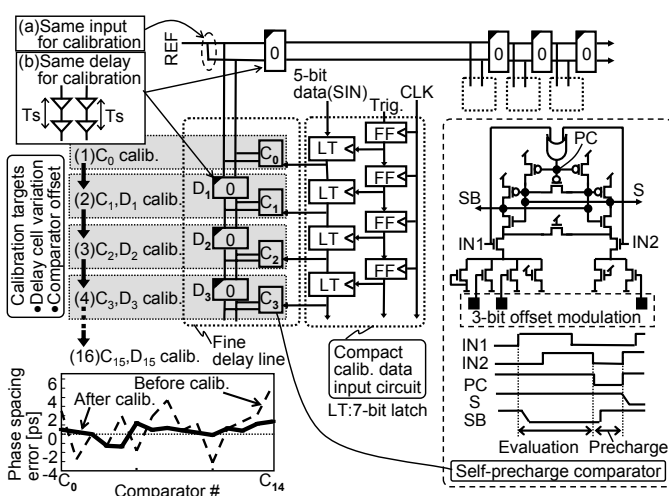 (a)Same input
for calibration
(b)Same delay
for calibration
Ts
Ts
REF
0
0
0
0
5-bit
data(SIN)
Trig.
CLK
FF
LT
FF
LT
FF
LT
FF
LT
Calibration targets
•Delay cell variation
•Comparator offset
(1)C0 calib.
(2)C1,D1 calib.
(3)C2,D2 calib.
(4)C3,D3 calib.
(16)C15,D15 calib.
C0
D1
0
C1
D2
0
C2
D3
0
C3
Fine
delay line
Compact
calib. data
input circuit
LT:7-bit latch
PC
SB
S
IN1
IN2
3-bit offset modulation
IN1
IN2
PC
S
SB
Evaluation
Precharge
Self-precharge comparator
Phase spacing
error [ps]
6
4
2
0
-2
-4
After calib.
Before calib.
C0
Comparator #
C14